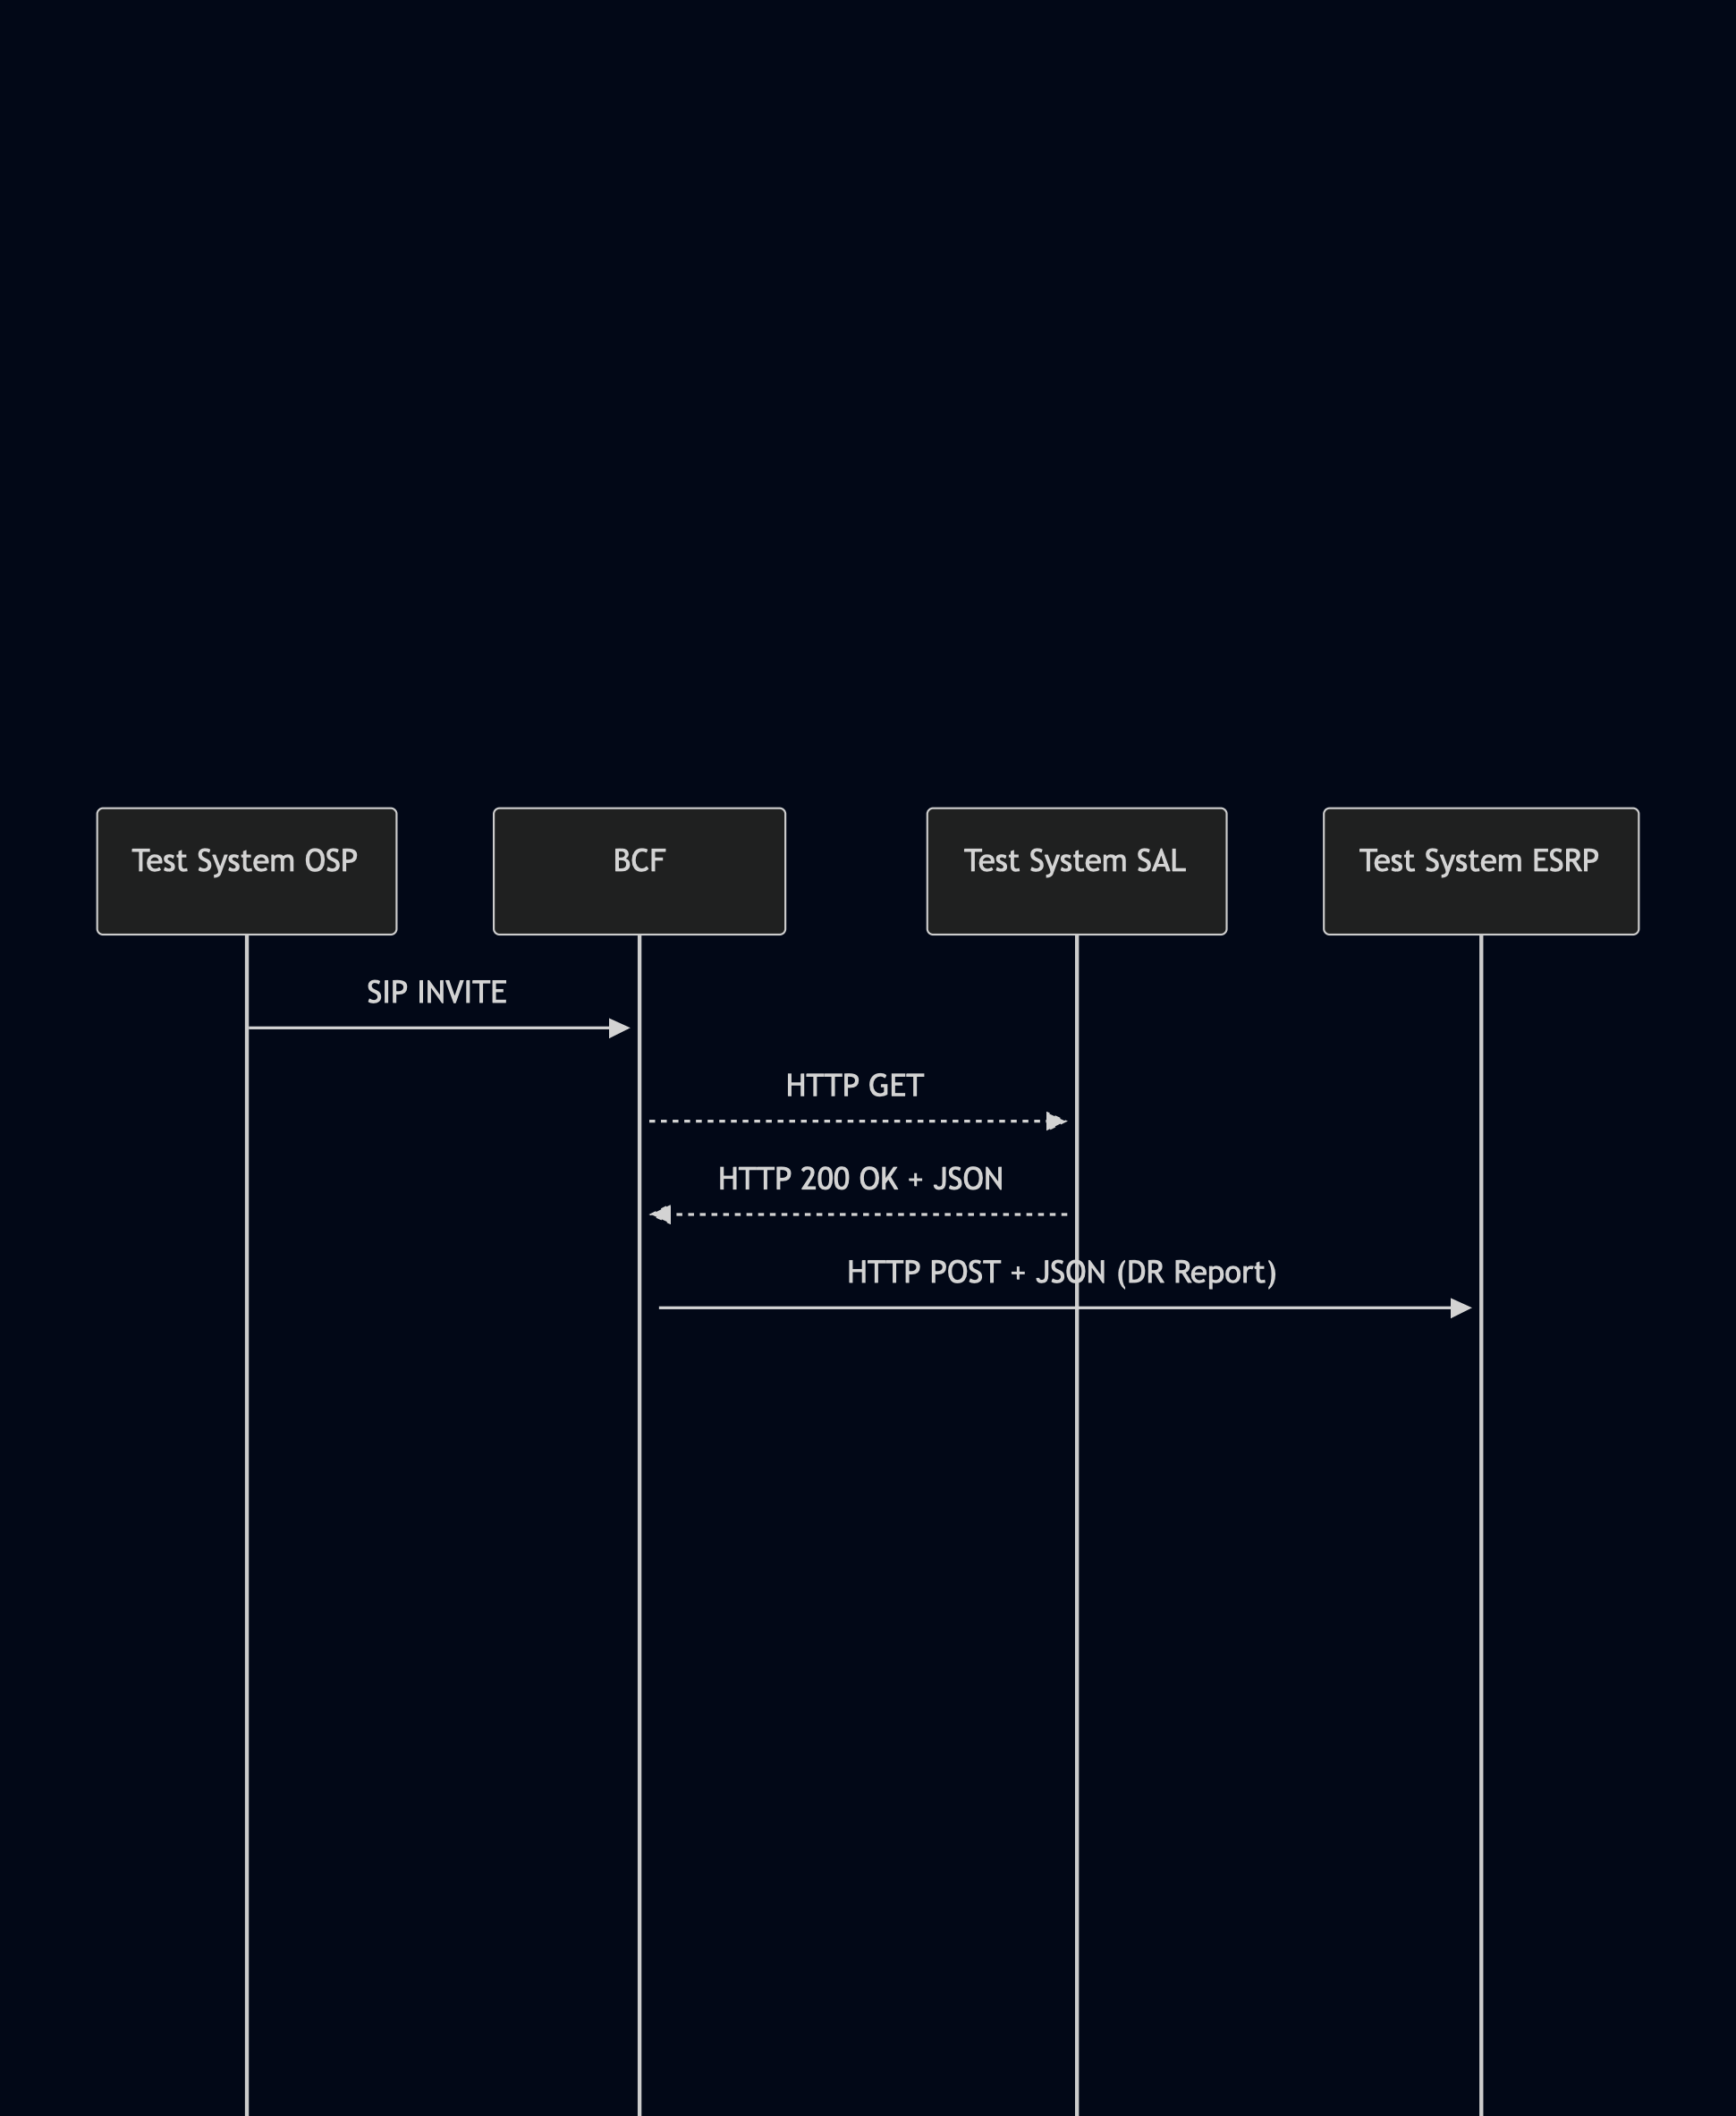 Test System OSP
BCF
Test System SAL
Test System ESRP
SIP INVITE
HTTP GET
HTTP 200 OK + JSON
HTTP POST + JSON (DR Report)